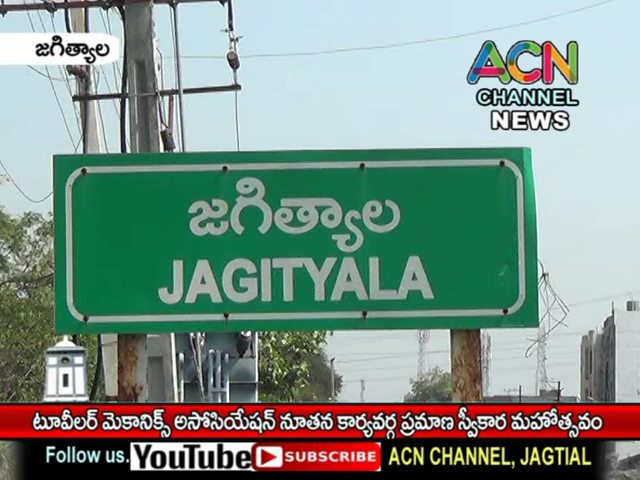 జగిత్యాల
ACN
CHANNEL
NEWS
జగిత్యాల
JAGITYALA
టూవీలర్ మెకానిక్స్ అసోసియేషన్ నూతన కార్యవర్గ ప్రమాణ స్వీకార మహోత్సవం
Follow us. YouTube SUBSCRIBE ACN CHANNEL, JAGTIAL